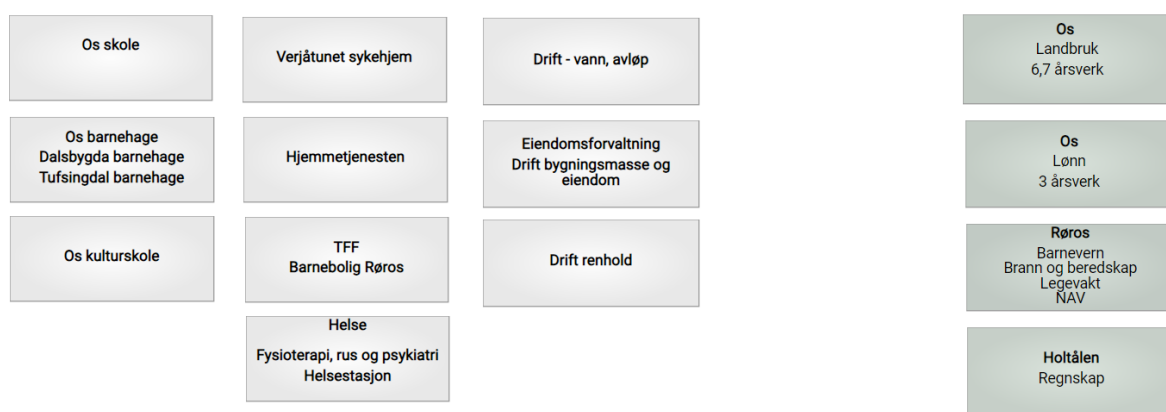 Os skole
Os barnehage
Dalsbygda barnehage
Tufsingdal barnehage
Os kulturskole
Verjåtunet sykehjem
Hjemmetjenesten
TFF
Barnebolig Røros
Helse
Fysioterapi, rus og psykiatri
Helsestasjon
Drift - vann, avløp
Eiendomsforvaltning
Drift bygningsmasse og
eiendom
Drift renhold
Os
Landbruk
6,7 årsverk
Os
Lønn
3 årsverk
Røros
Barnevern
Brann og beredskap
Legevakt
NAV
Holtålen
Regnskap